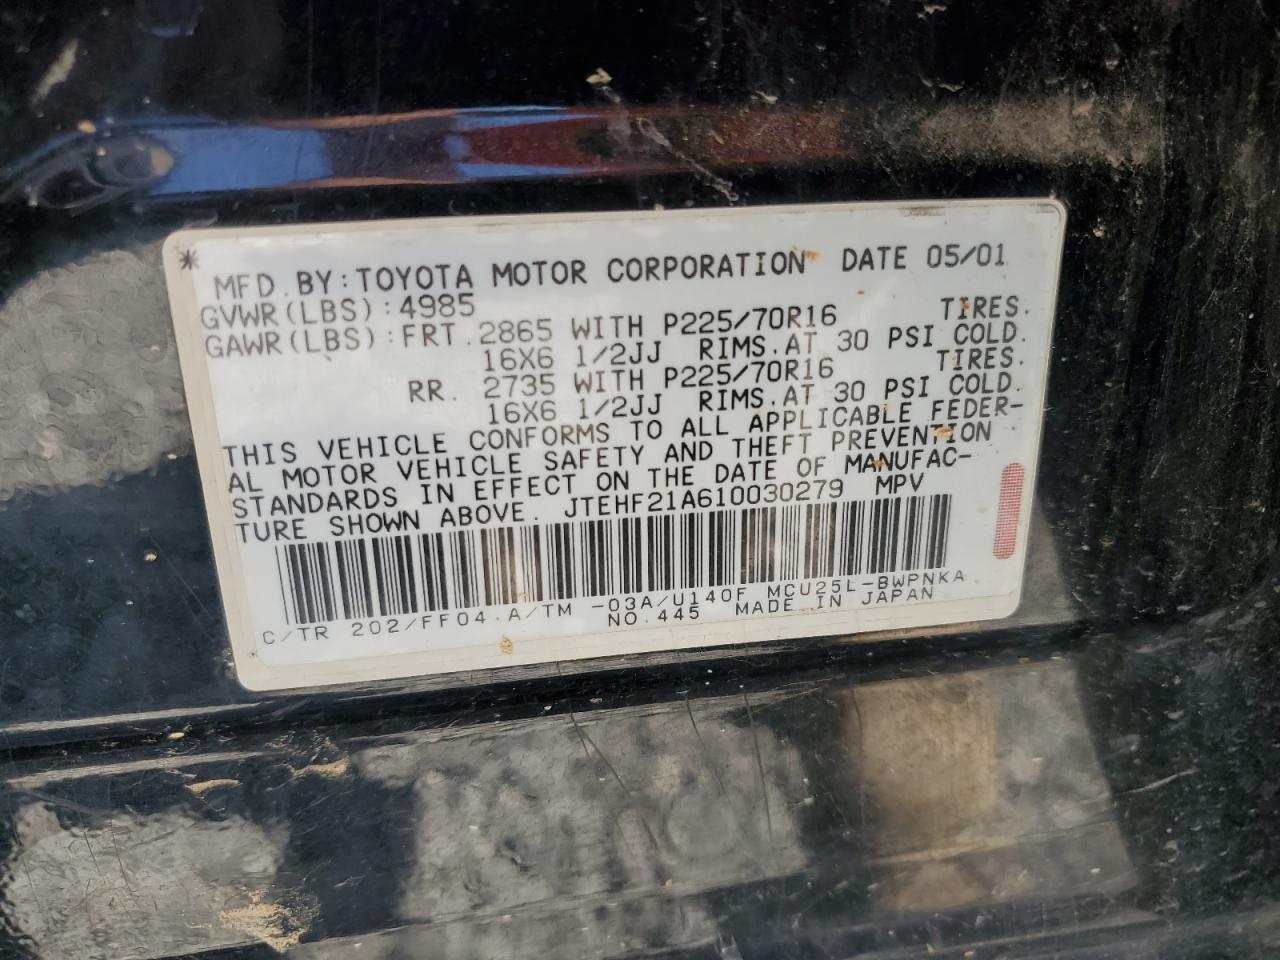 * MFD. BY: TOYOTA MOTOR CORPORATION DATE 05/01
GVWR(LBS): 4985
GAWR(LBS): FRT. 2865 WITH P225/70R16 TIRES.
16X6 1/2JJ RIMS.AT 30 PSI COLD.
RR. 2735 WITH P225/70R16 TIRES.
16X6 1/2JJ RIMS.AT 30 PSI COLD.
THIS VEHICLE CONFORMS TO ALL APPLICABLE FEDER-
AL MOTOR VEHICLE SAFETY AND THEFT PREVENTION
STANDARDS IN EFFECT ON THE DATE OF MANUFAC-
TURE SHOWN ABOVE. JTEHF21A610030279 MPV
C/TR 202/FF04.A/TM -03A/U140F MCU25L-BWPNKA
NO.445 MADE IN JAPAN